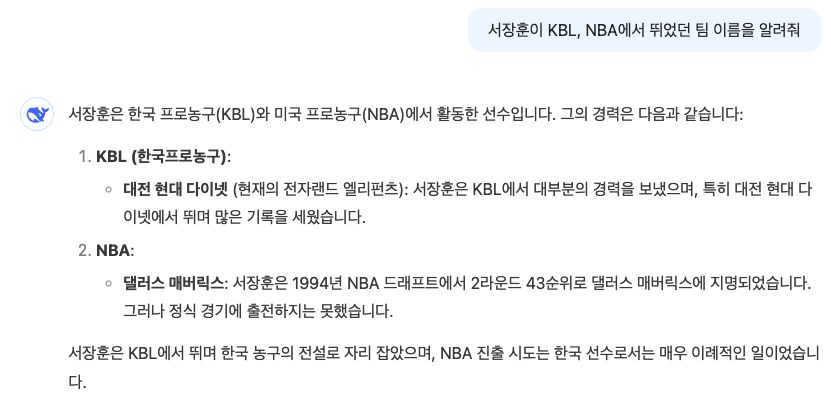 서장훈이 KBL, NBA에서 뛰었던 팀 이름을 알려줘
서장훈은 한국 프로농구(KBL)와 미국 프로농구(NBA)에서 활동한 선수입니다. 그의 경력은 다음과 같습니다:
1. KBL (한국프로농구):
대전 현대 다이넷 (현재의 전자랜드 엘리펀츠): 서장훈은 KBL에서 대부분의 경력을 보냈으며, 특히 대전 현대 다
이넷에서 뛰며 많은 기록을 세웠습니다.
2. NBA:
댈러스 매버릭스: 서장훈은 1994년 NBA 드래프트에서 2라운드 43순위로 댈러스 매버릭스에 지명되었습니다.
그러나 정식 경기에 출전하지는 못했습니다.
서장훈은 KBL에서 뛰며 한국 농구의 전설로 자리 잡았으며, NBA 진출 시도는 한국 선수로서는 매우 이례적인 일이었습니
다.